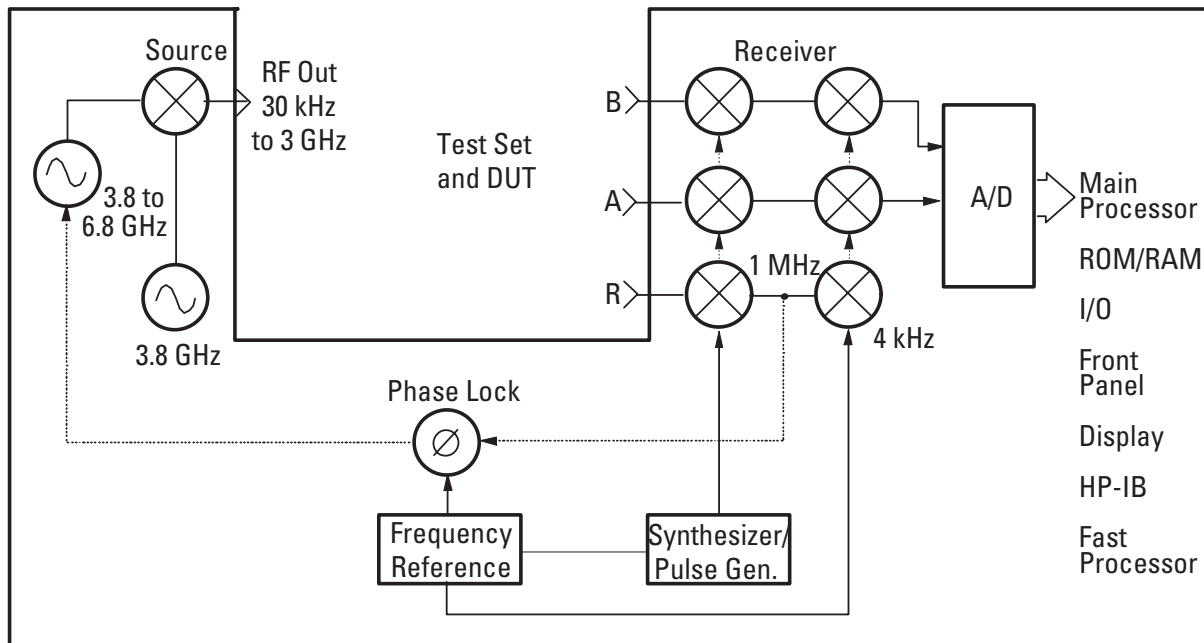 Source
RF Out
30 kHz
to 3 GHz
3.8 to
6.8 GHz
3.8 GHz
Test Set
and DUT
Receiver
B
A
R
1 MHz
4 kHz
A/D
Main
Processor
ROM/RAM
I/O
Front
Panel
Display
HP-IB
Fast
Processor
Phase Lock
Ø
Frequency
Reference
Synthesizer/
Pulse Gen.